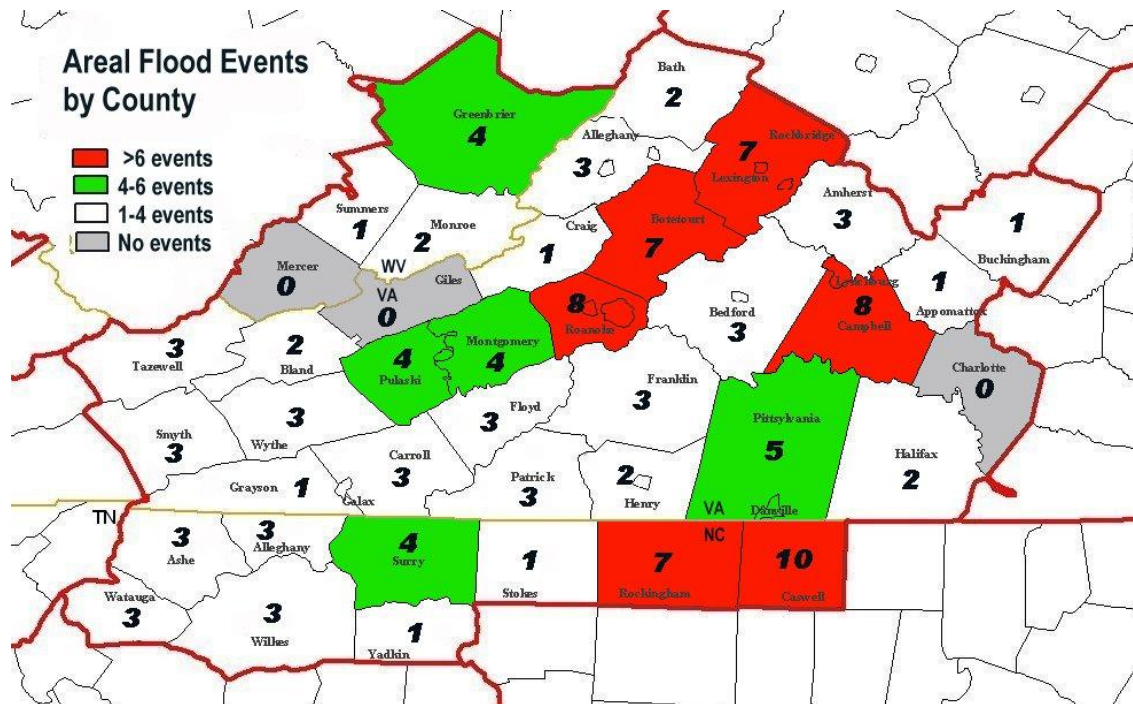 Areal Flood Events
by County
>6 events
4-6 events
1-4 events
No events
Bath
2
Greenbrier
4
Alleghany
3
Rockbridge
7
Lexington
Amherst
3
Summers
1
Monroe
2
Craig
1
Botetourt
7
1
Buckingham
Mercer
0
WV
VA
Giles
0
8
Roanoke
Bedford
3
Lynchburg
8
Campbell
1
Appomattox
3
Tazewell
2
Bland
4
Pulaski
Montgomery
4
Charlotte
0
Franklin
3
Floyd
3
Smyth
3
3
Wythe
Carroll
3
Pittsylvania
5
Halifax
2
Grayson 1
Galax
Patrick
3
2
Henry
VA
Danville
TN
NC
3
Ashe
3
Alleghany
4
Surry
1
Stokes
7
Rockingham
10
Caswell
Watauga
3
3
Wilkes
1
Yadkin